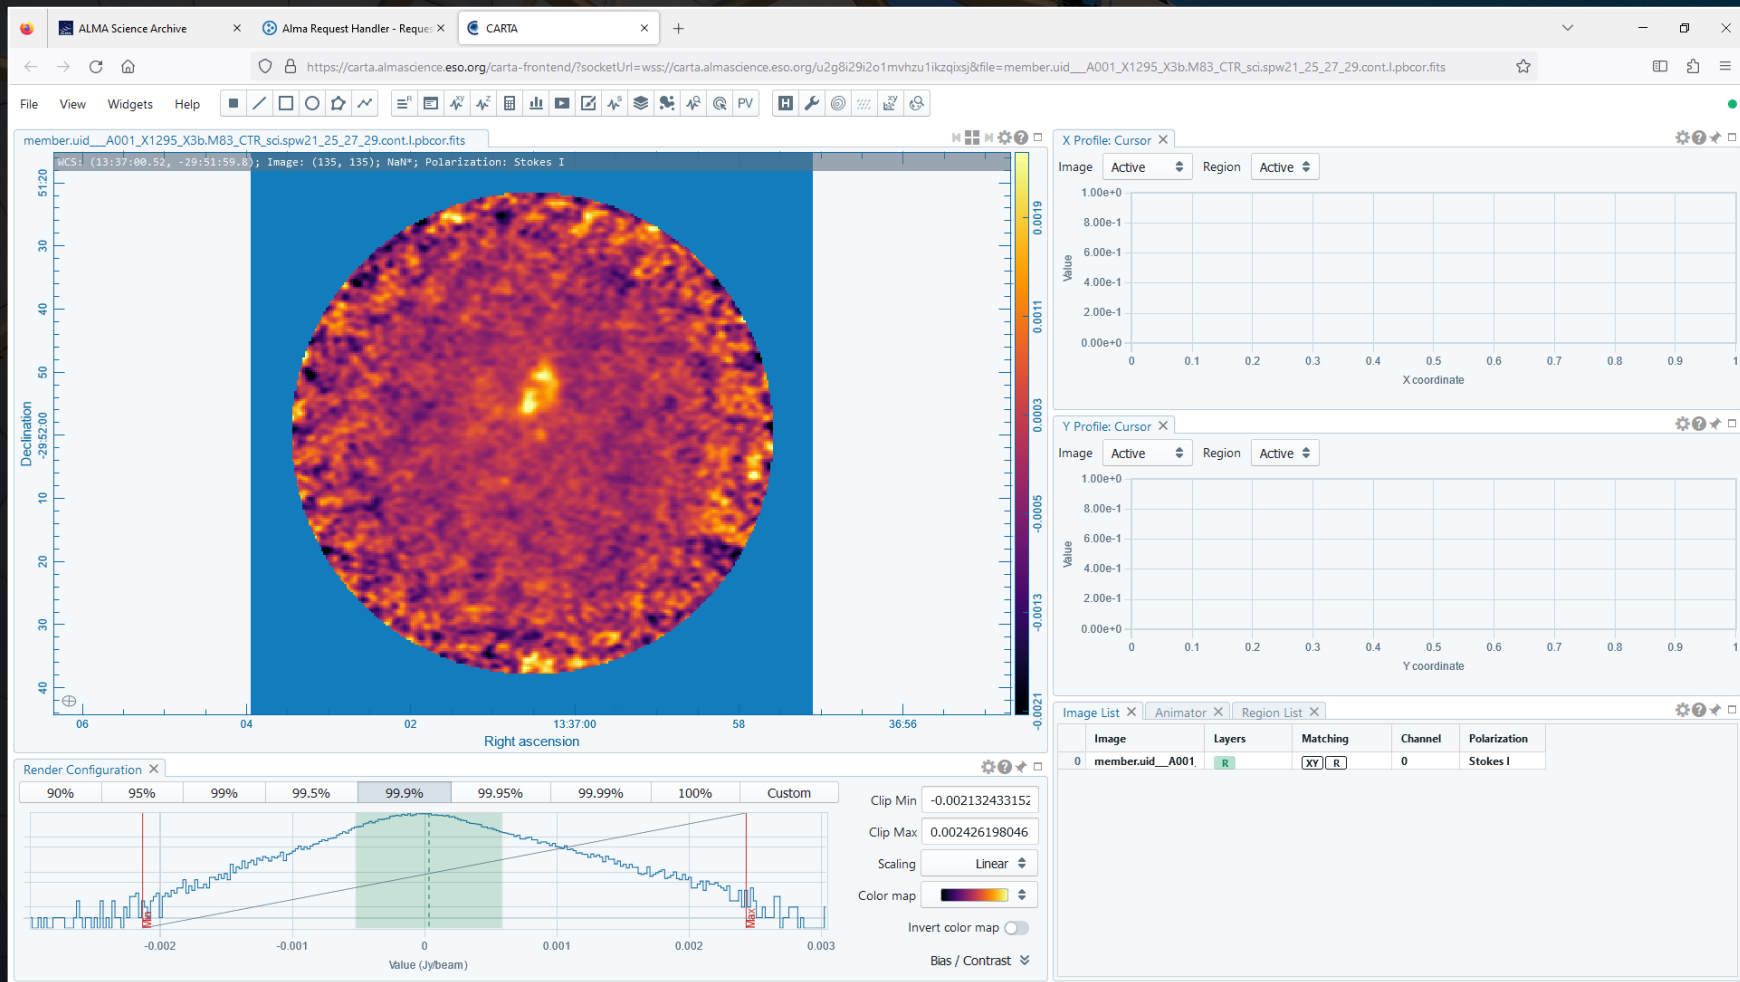 ALMA Science Archive
Alma Request Handler - Reques
CARTA
https://carta.almascience.eso.org/carta-frontend/?socketUrl=wss://carta.almascience.eso.org/u2g8i29i2o1mvhzu1ikzqixsj&file=member.uid___A001_X1295_X3b.M83_CTR_sci.spw21_25_27_29.cont.I.pbcor.fits
File View Widgets Help PV
member.uid___A001_X1295_X3b.M83_CTR_sci.spw21_25_27_29.cont.I.pbcor.fits
WCS: (13:37:00.52, -29:51:59.8); Image: (135, 135); NaN*; Polarization: Stokes I
51:20
30
40
50
-29:52:00
10
20
30
40
Declination
06 04 02 13:37:00 58 36:56
Right ascension
0.0019
0.0011
0.0003
-0.0005
-0.0013
-0.0021
X Profile: Cursor
Image Active Region Active
1.00e+0
8.00e-1
6.00e-1
4.00e-1
2.00e-1
0.00e+0
Value
0 0.1 0.2 0.3 0.4 0.5 0.6 0.7 0.8 0.9 1
X coordinate
Y Profile: Cursor
Image Active Region Active
1.00e+0
8.00e-1
6.00e-1
4.00e-1
2.00e-1
0.00e+0
Value
0 0.1 0.2 0.3 0.4 0.5 0.6 0.7 0.8 0.9 1
Y coordinate
Render Configuration
90% 95% 99% 99.5% 99.9% 99.95% 99.99% 100% Custom
Min
Max
-0.002 -0.001 0 0.001 0.002 0.003
Value (Jy/beam)
Clip Min -0.002132433152
Clip Max 0.002426198046
Scaling Linear
Color map
Invert color map
Bias / Contrast
Image List Animator Region List
Image Layers Matching Channel Polarization
0 member.uid___A001_ R XY R 0 Stokes I